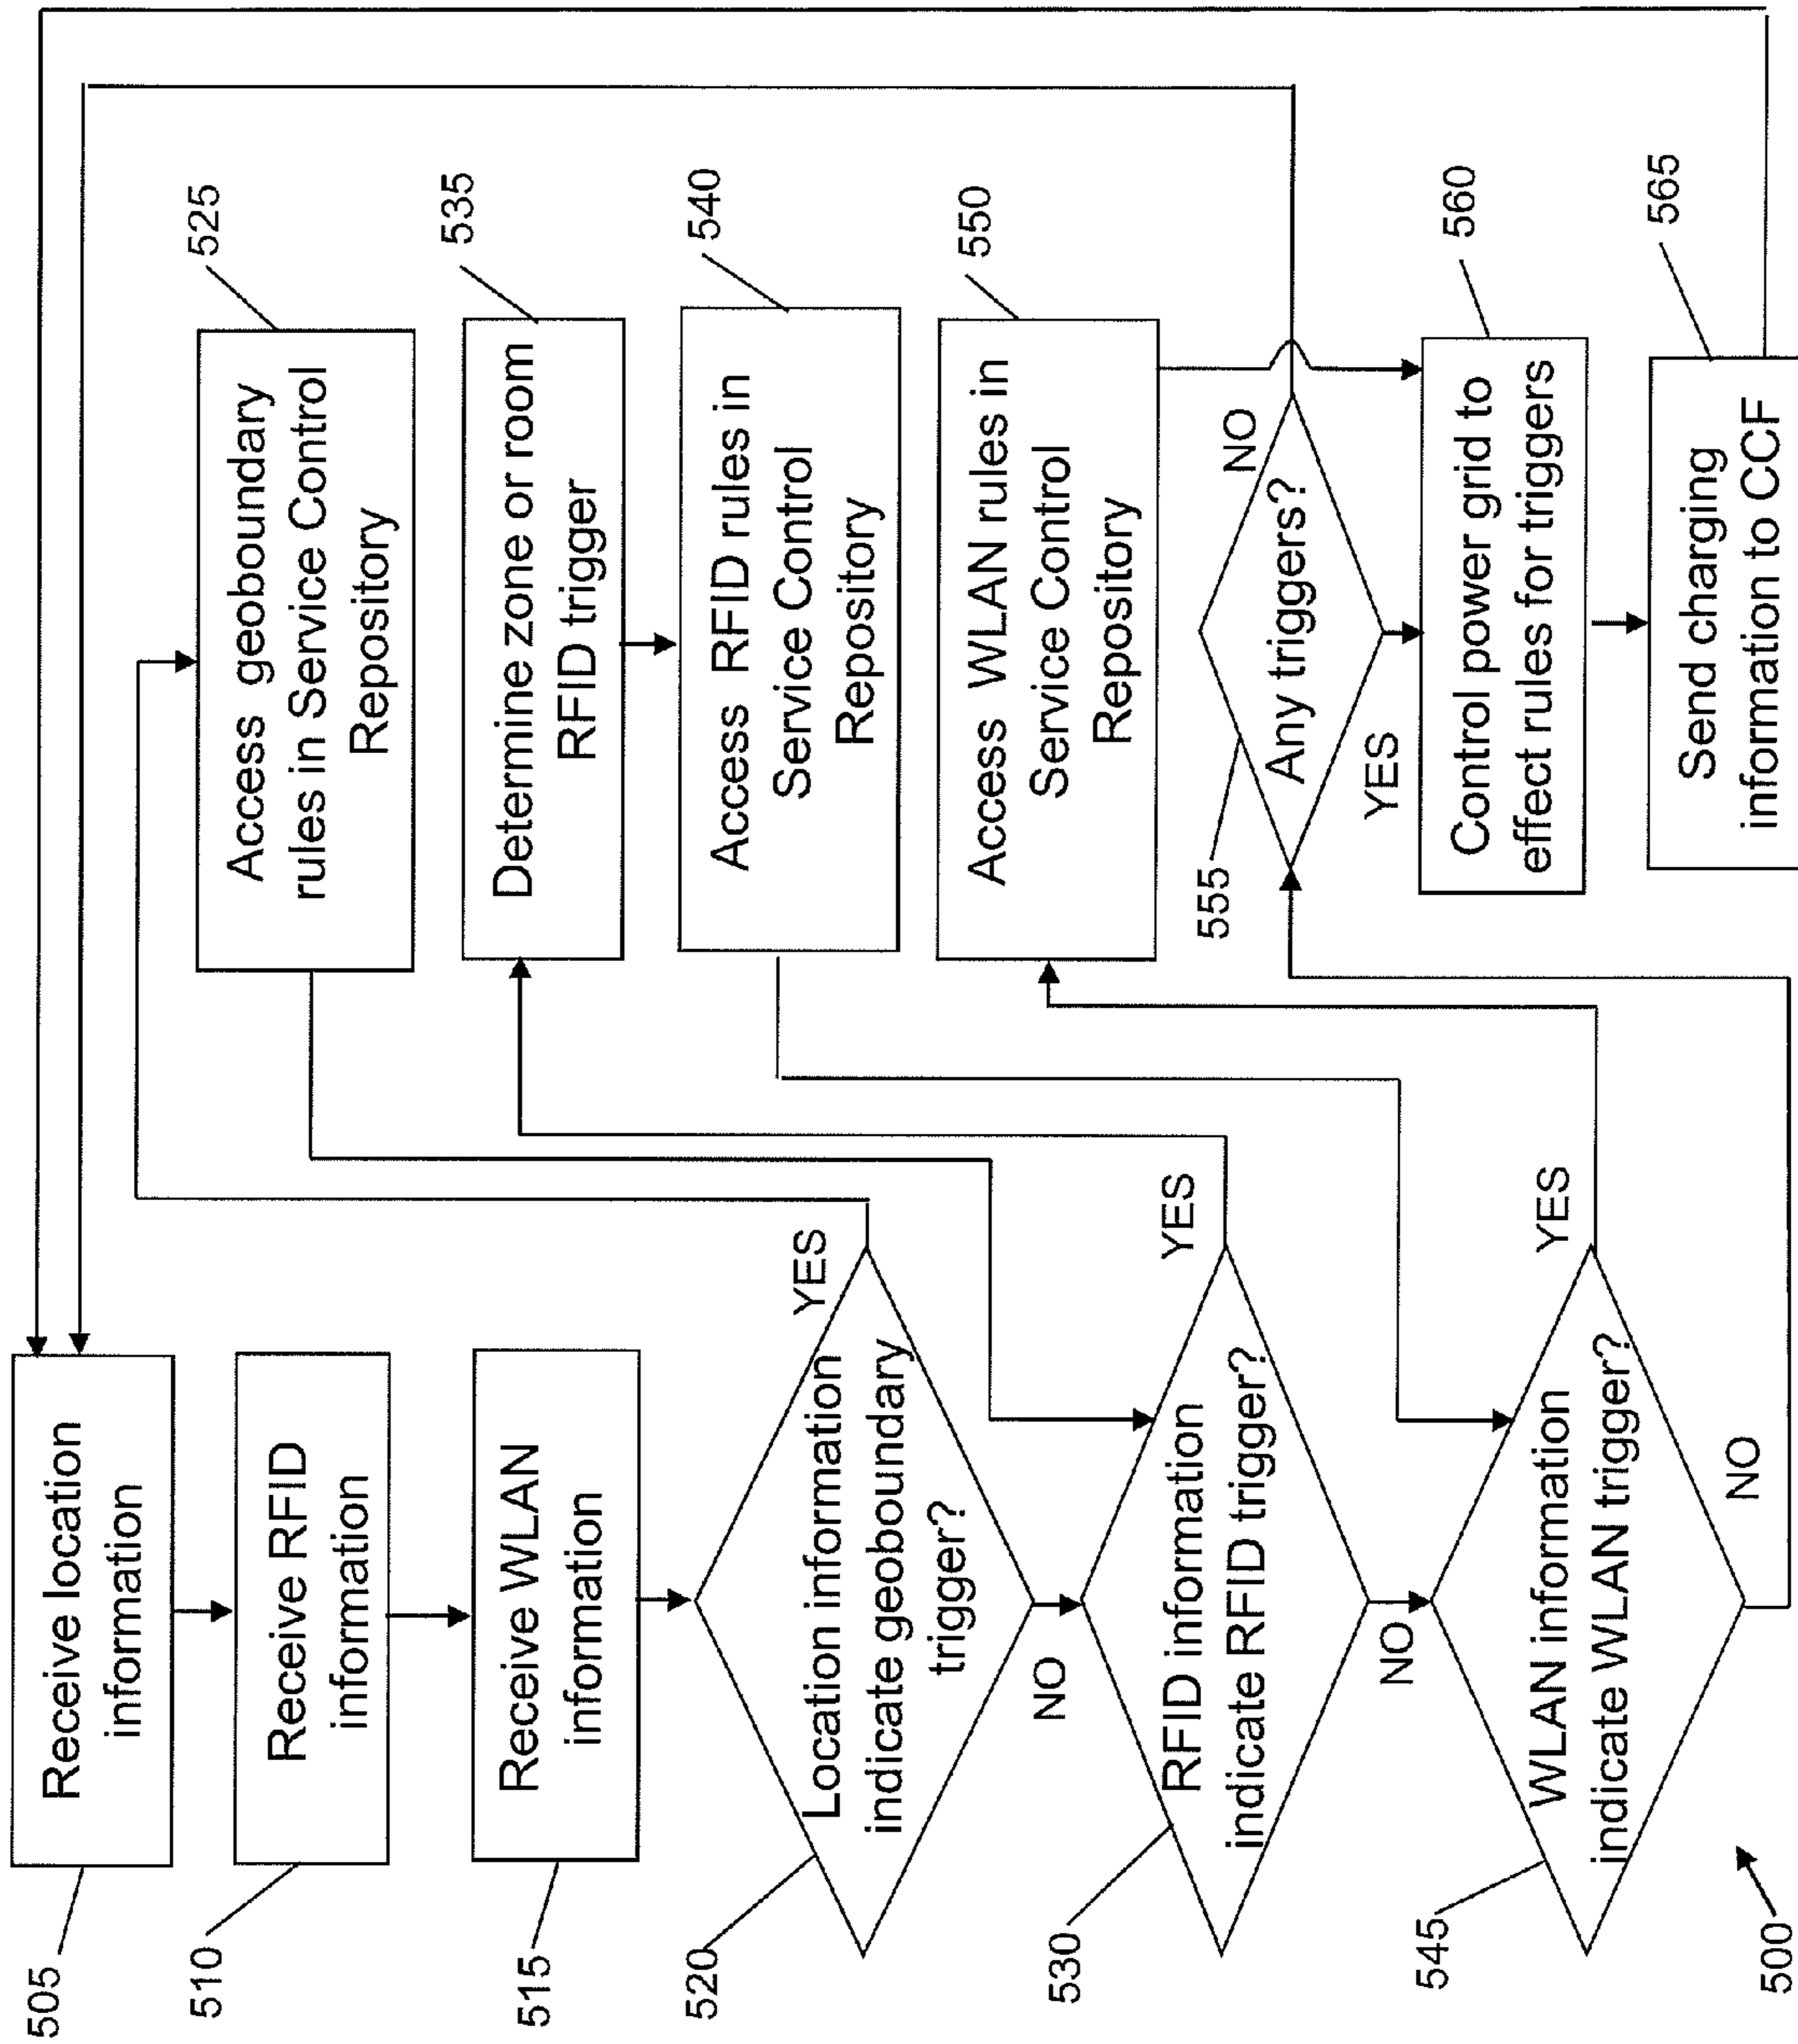 505
Receive location
information
510
Receive RFID
information
515
Receive WLAN
information
520
Location information
indicate geoboundary
trigger?
YES
NO
525
Access geoboundary
rules in Service Control
Repository
530
RFID information
indicate RFID trigger?
YES
NO
535
Determine zone or room
RFID trigger
540
Access RFID rules in
Service Control
Repository
545
WLAN information
indicate WLAN trigger?
YES
NO
550
Access WLAN rules in
Service Control
Repository
555
Any triggers?
NO
YES
560
Control power grid to
effect rules for triggers
565
Send charging
information to CCF
500